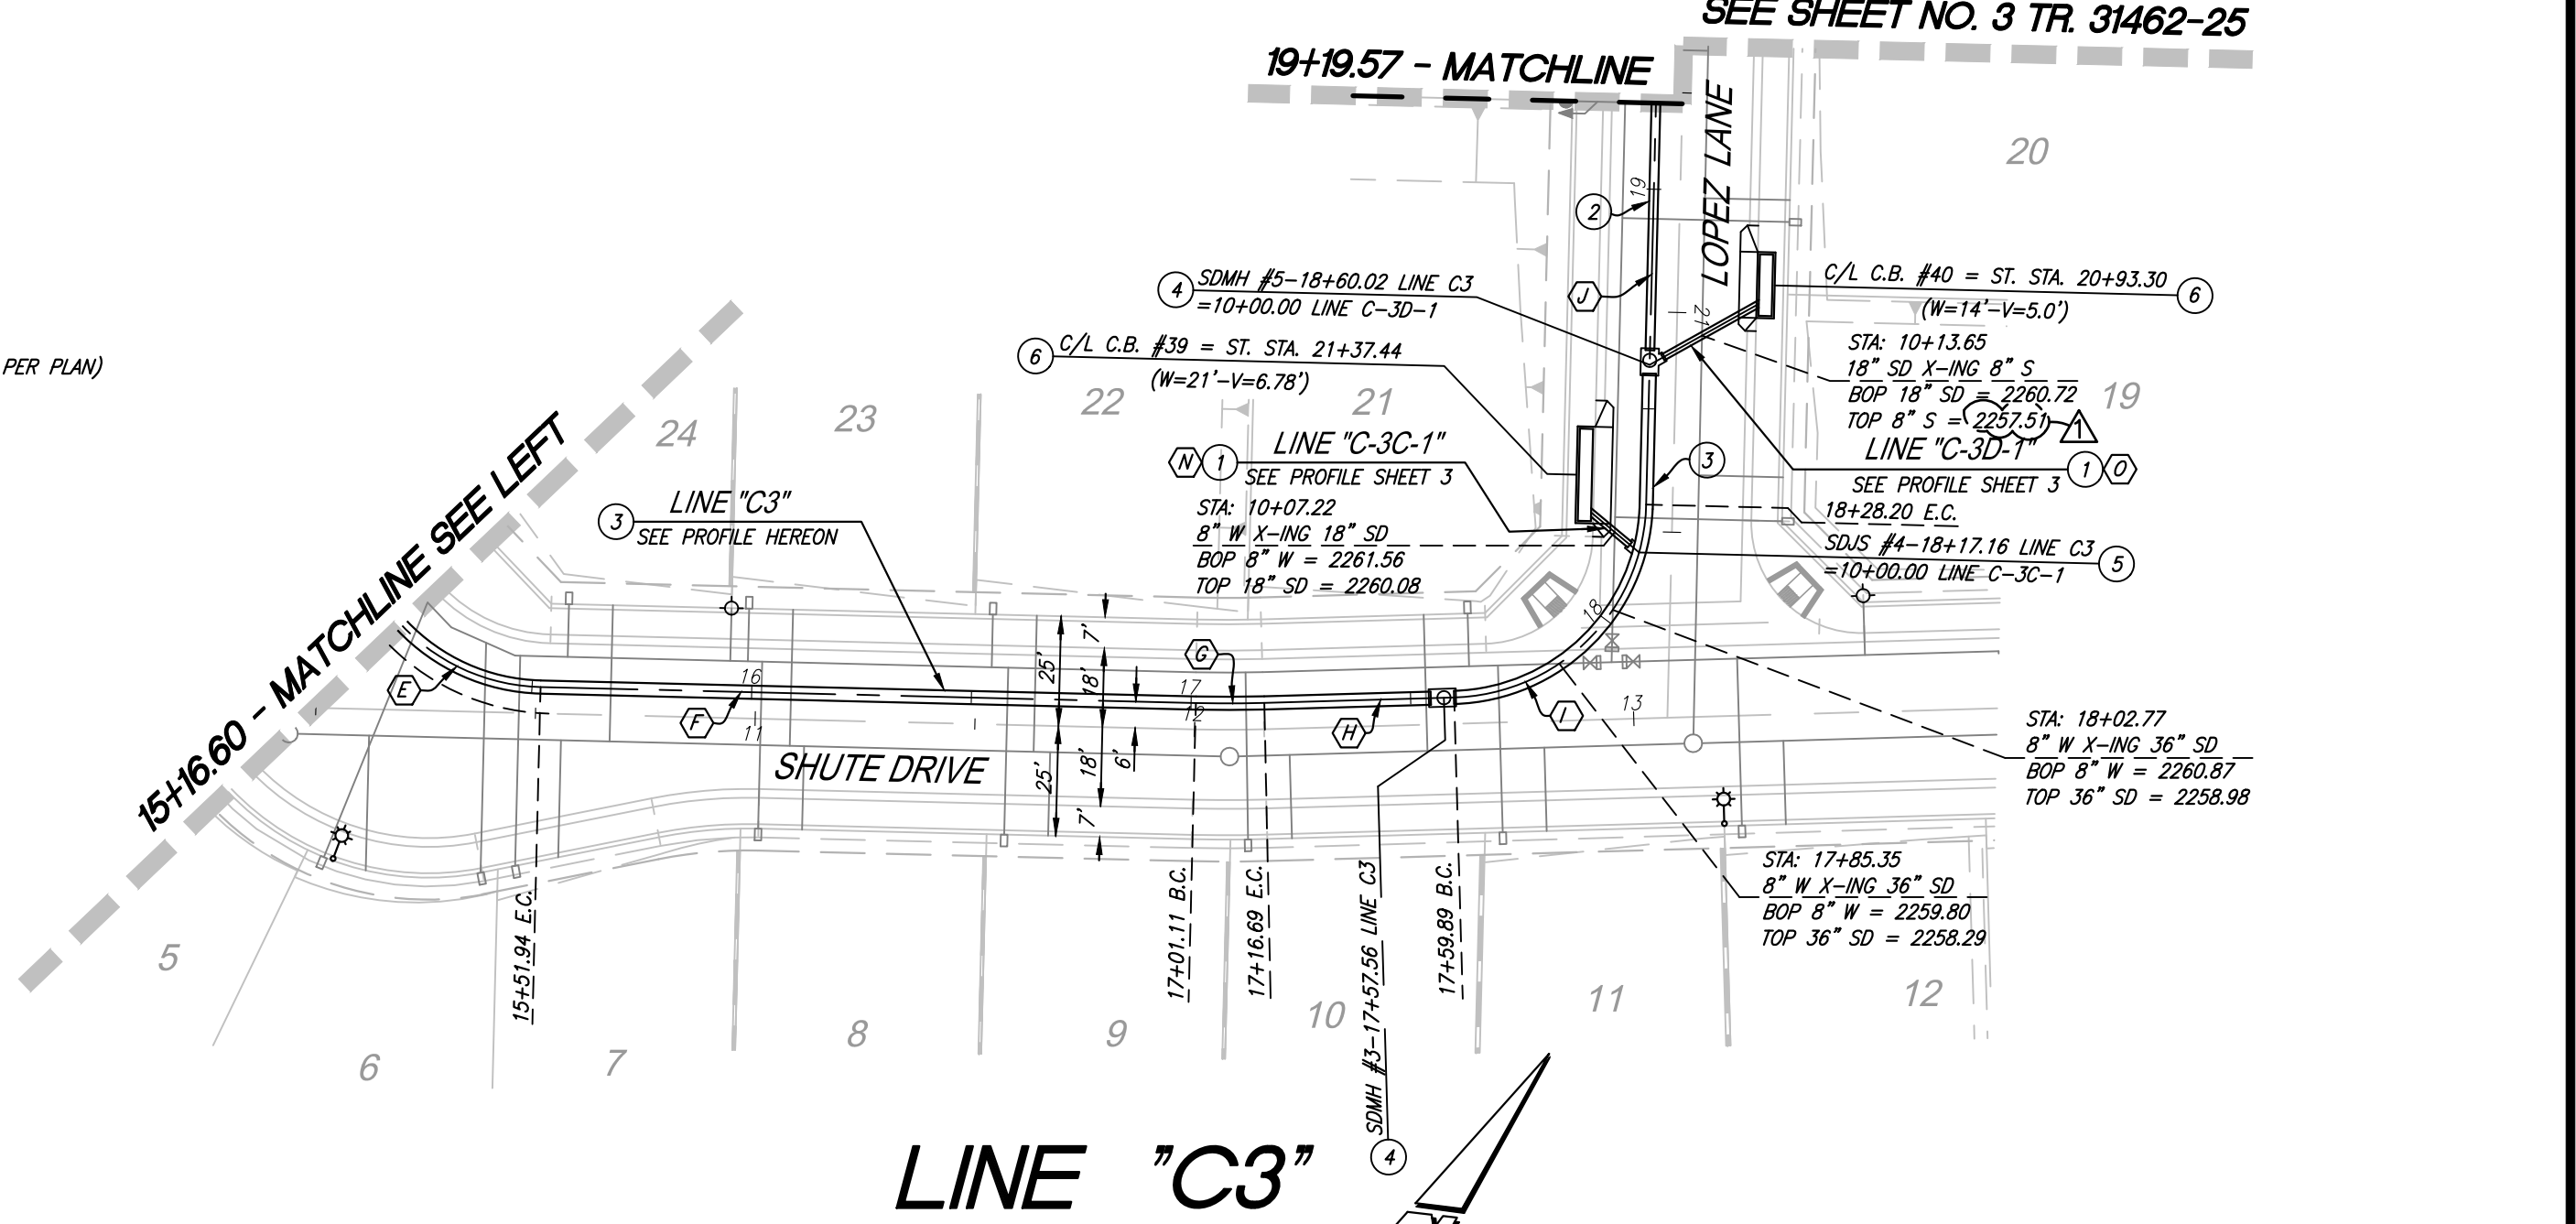 SEE SHEET NO. 3 TR. 31462-25
19+19.57 - MATCHLINE
LOPEZ LANE
20
19
2
4
SDMH #5-18+60.02 LINE C3
=10+00.00 LINE C-3D-1
J
21
C/L C.B. #40 = ST. STA. 20+93.30
6
(W=14'-V=5.0')
6
C/L C.B. #39 = ST. STA. 21+37.44
(W=21'-V=6.78')
STA: 10+13.65
18" SD X-ING 8" S
BOP 18" SD = 2260.72
TOP 8" S = 2257.51
1
19
PER PLAN)
24
23
22
21
N
1
LINE "C-3C-1"
SEE PROFILE SHEET 3
3
LINE "C-3D-1"
SEE PROFILE SHEET 3
1
O
STA: 10+07.22
8" W X-ING 18" SD
BOP 8" W = 2261.56
TOP 18" SD = 2260.08
18+28.20 E.C.
SDJS #4-18+17.16 LINE C3
=10+00.00 LINE C-3C-1
5
15+16.60 - MATCHLINE SEE LEFT
3
LINE "C3"
SEE PROFILE HEREON
E
F
G
H
I
16
11
17
12
18
13
25'
7'
18'
25'
18'
6'
7'
SHUTE DRIVE
STA: 18+02.77
8" W X-ING 36" SD
BOP 8" W = 2260.87
TOP 36" SD = 2258.98
STA: 17+85.35
8" W X-ING 36" SD
BOP 8" W = 2259.80
TOP 36" SD = 2258.29
15+51.94 E.C.
17+01.11 B.C.
17+16.69 E.C.
SDMH #3-17+57.56 LINE C3
17+59.89 B.C.
4
5
6
7
8
9
10
11
12
LINE "C3"